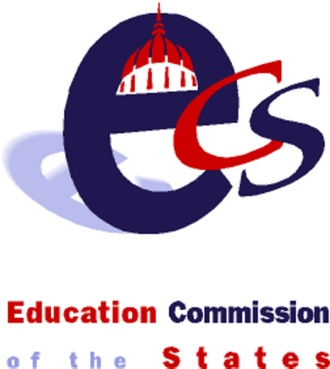 ecs
Education Commission
of the States